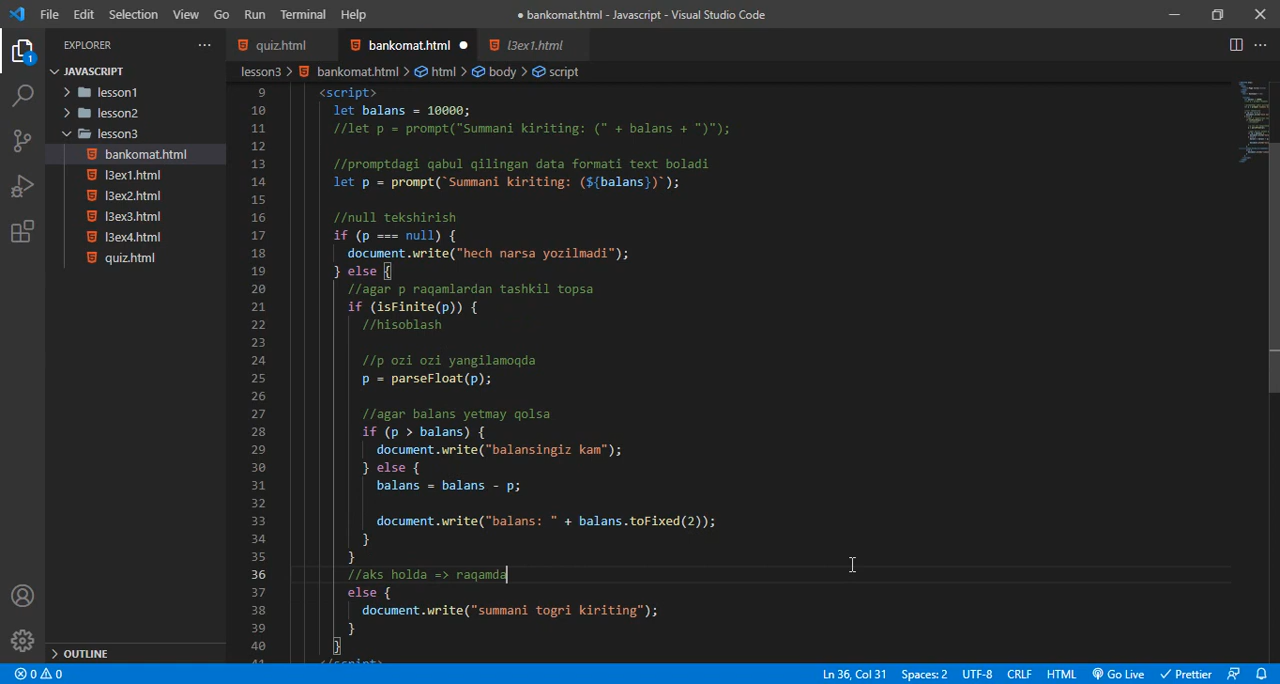 File Edit Selection View Go Run Terminal Help
● bankomat.html - Javascript - Visual Studio Code
EXPLORER
quiz.html
bankomat.html
l3ex1.html
JAVASCRIPT
lesson1
lesson2
lesson3
bankomat.html
l3ex1.html
l3ex2.html
l3ex3.html
l3ex4.html
quiz.html
OUTLINE
1
lesson3 > bankomat.html > html > body > script
9 <script>
10 let balans = 10000;
11 //let p = prompt("Summani kiriting: (" + balans + ")");
12
13 //promptdagi qabul qilingan data formati text boladi
14 let p = prompt(`Summani kiriting: (${balans})`);
15
16 //null tekshirish
17 if (p === null) {
18 document.write("hech narsa yozilmadi");
19 } else {
20 //agar p raqamlardan tashkil topsa
21 if (isFinite(p)) {
22 //hisoblash
23
24 //p ozi ozi yangilamoqda
25 p = parseFloat(p);
26
27 //agar balans yetmay qolsa
28 if (p > balans) {
29 document.write("balansingiz kam");
30 } else {
31 balans = balans - p;
32
33 document.write("balans: " + balans.toFixed(2));
34 }
35 }
36 //aks holda => raqamda
37 else {
38 document.write("summani togri kiriting");
39 }
40 }
41 </script>
0 0
Ln 36, Col 31 Spaces: 2 UTF-8 CRLF HTML Go Live Prettier